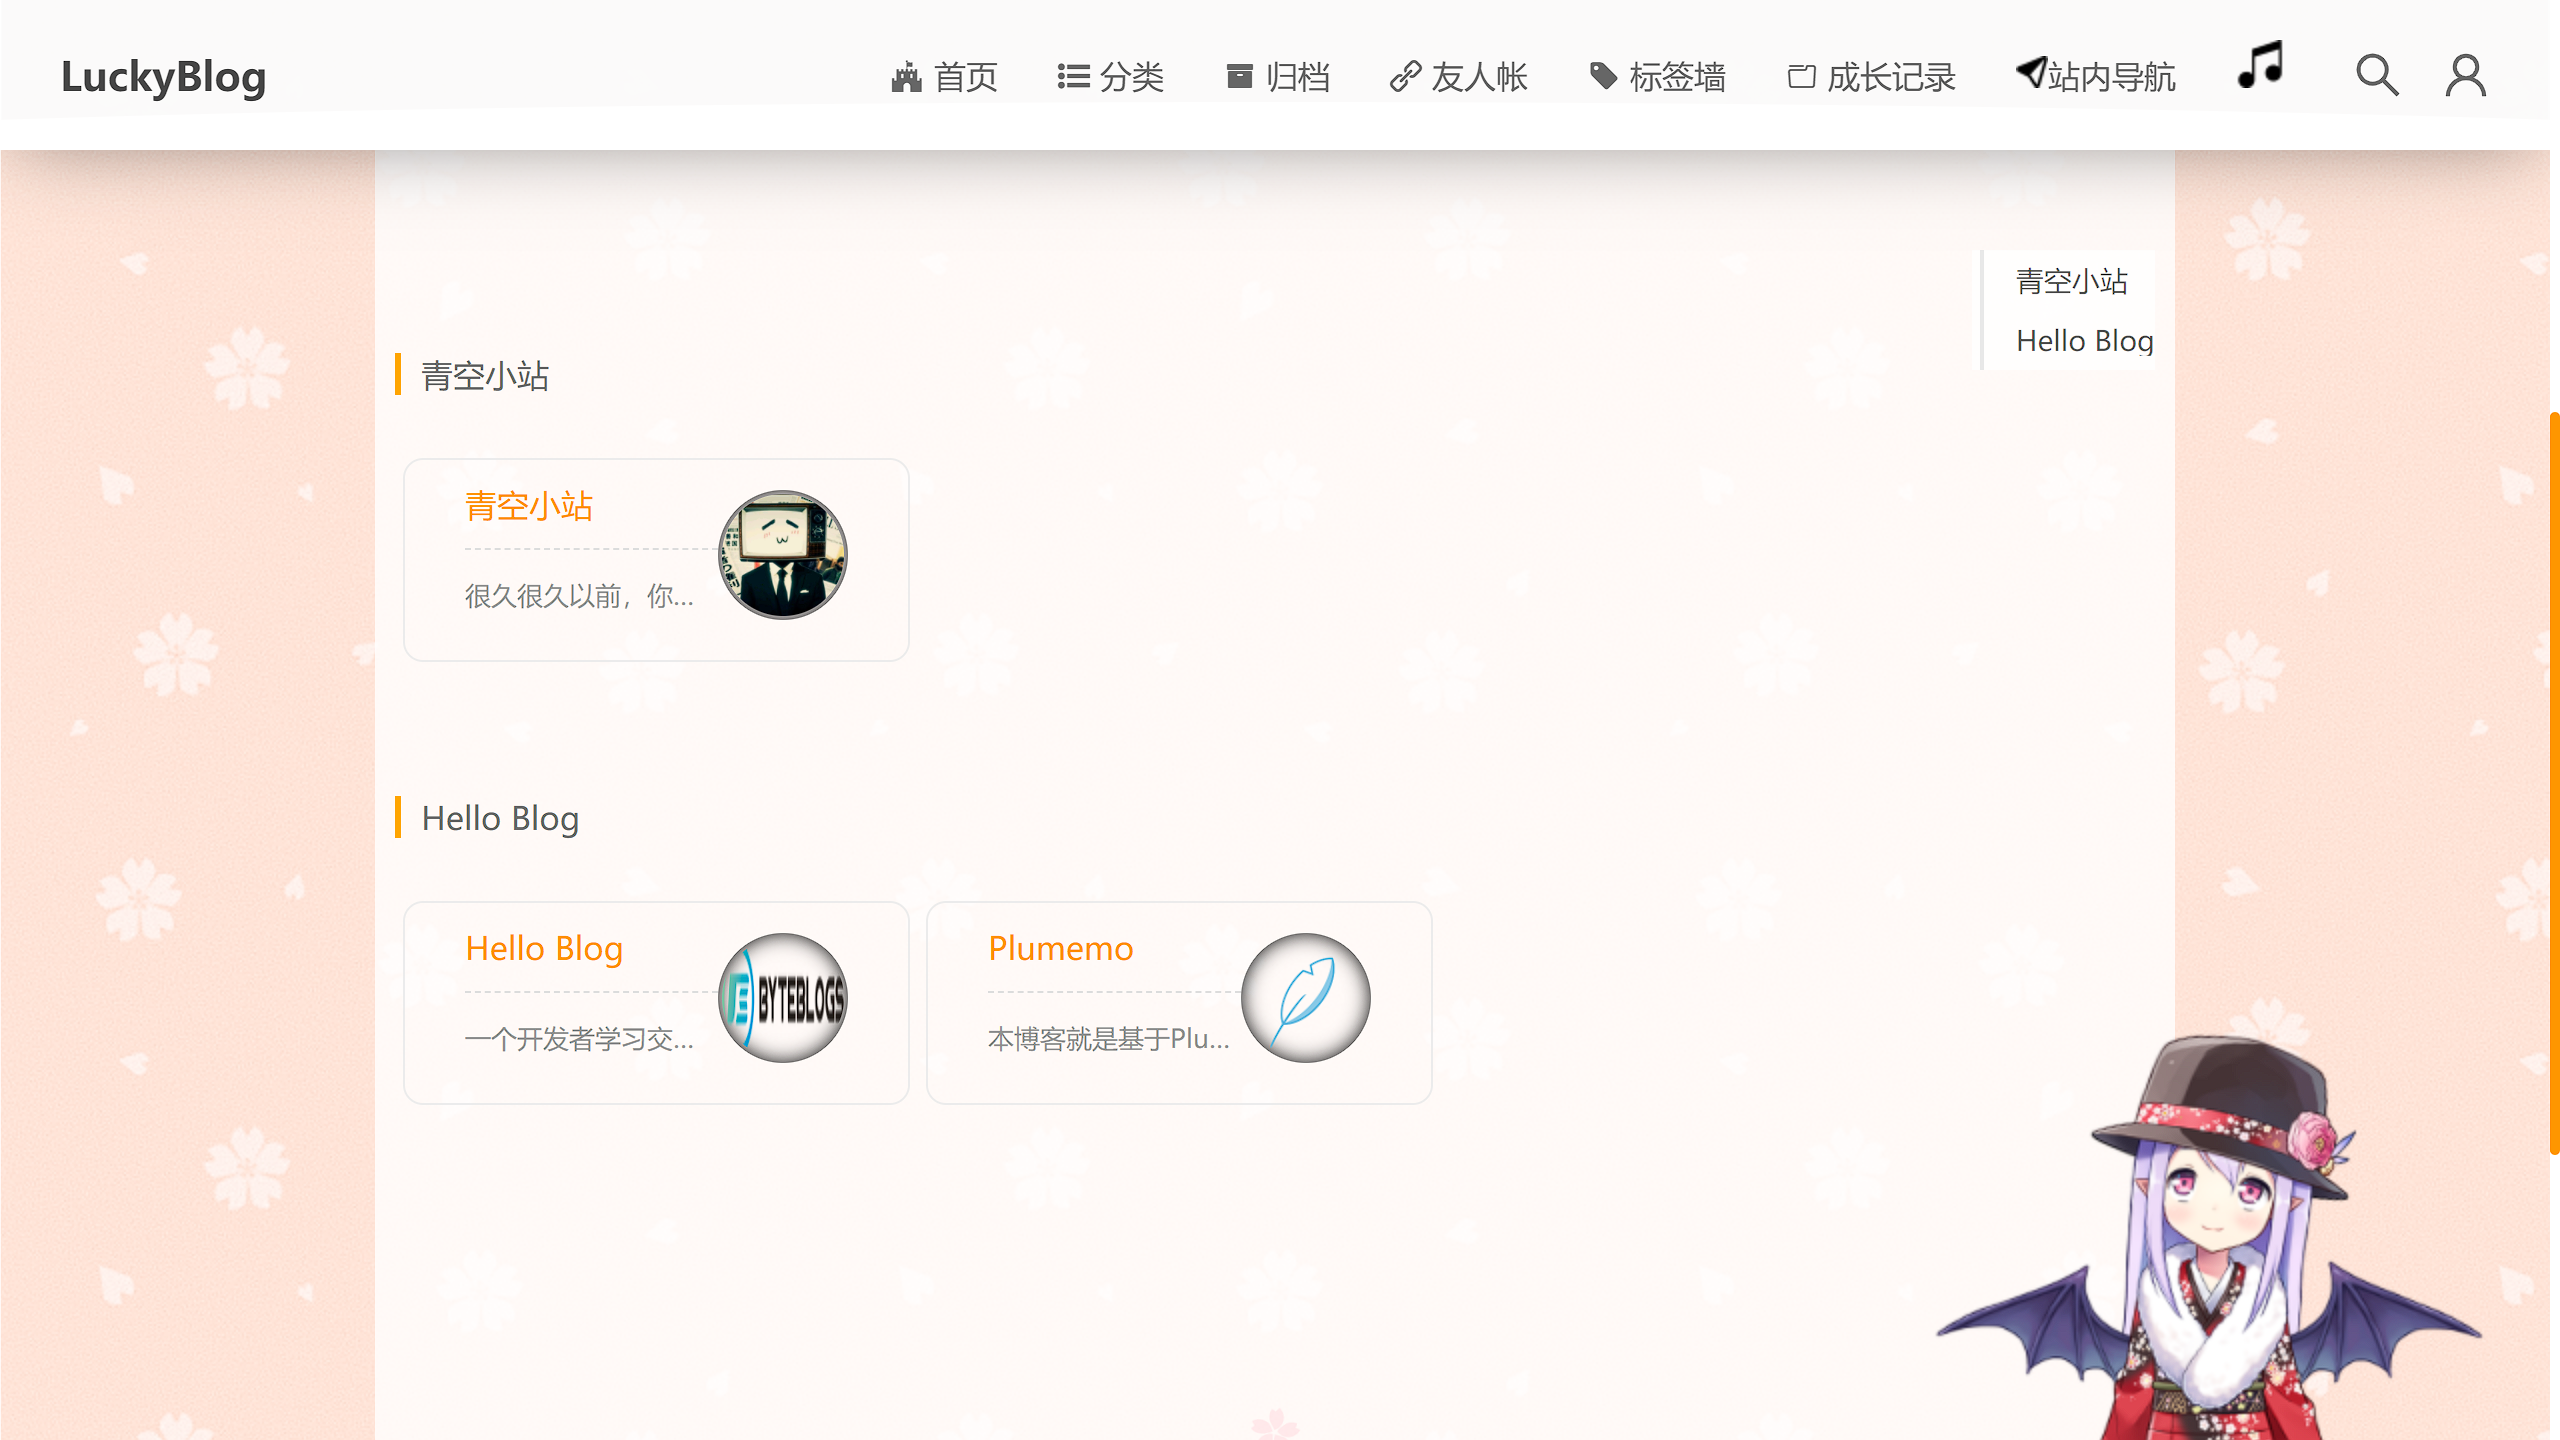 LuckyBlog
首页
分类
归档
友人帐
标签墙
成长记录
站内导航
青空小站
Hello Blog
青空小站
青空小站
很久很久以前，你...
Hello Blog
Hello Blog
BYTEBLOGS
一个开发者学习交...
Plumemo
本博客就是基于Plu...